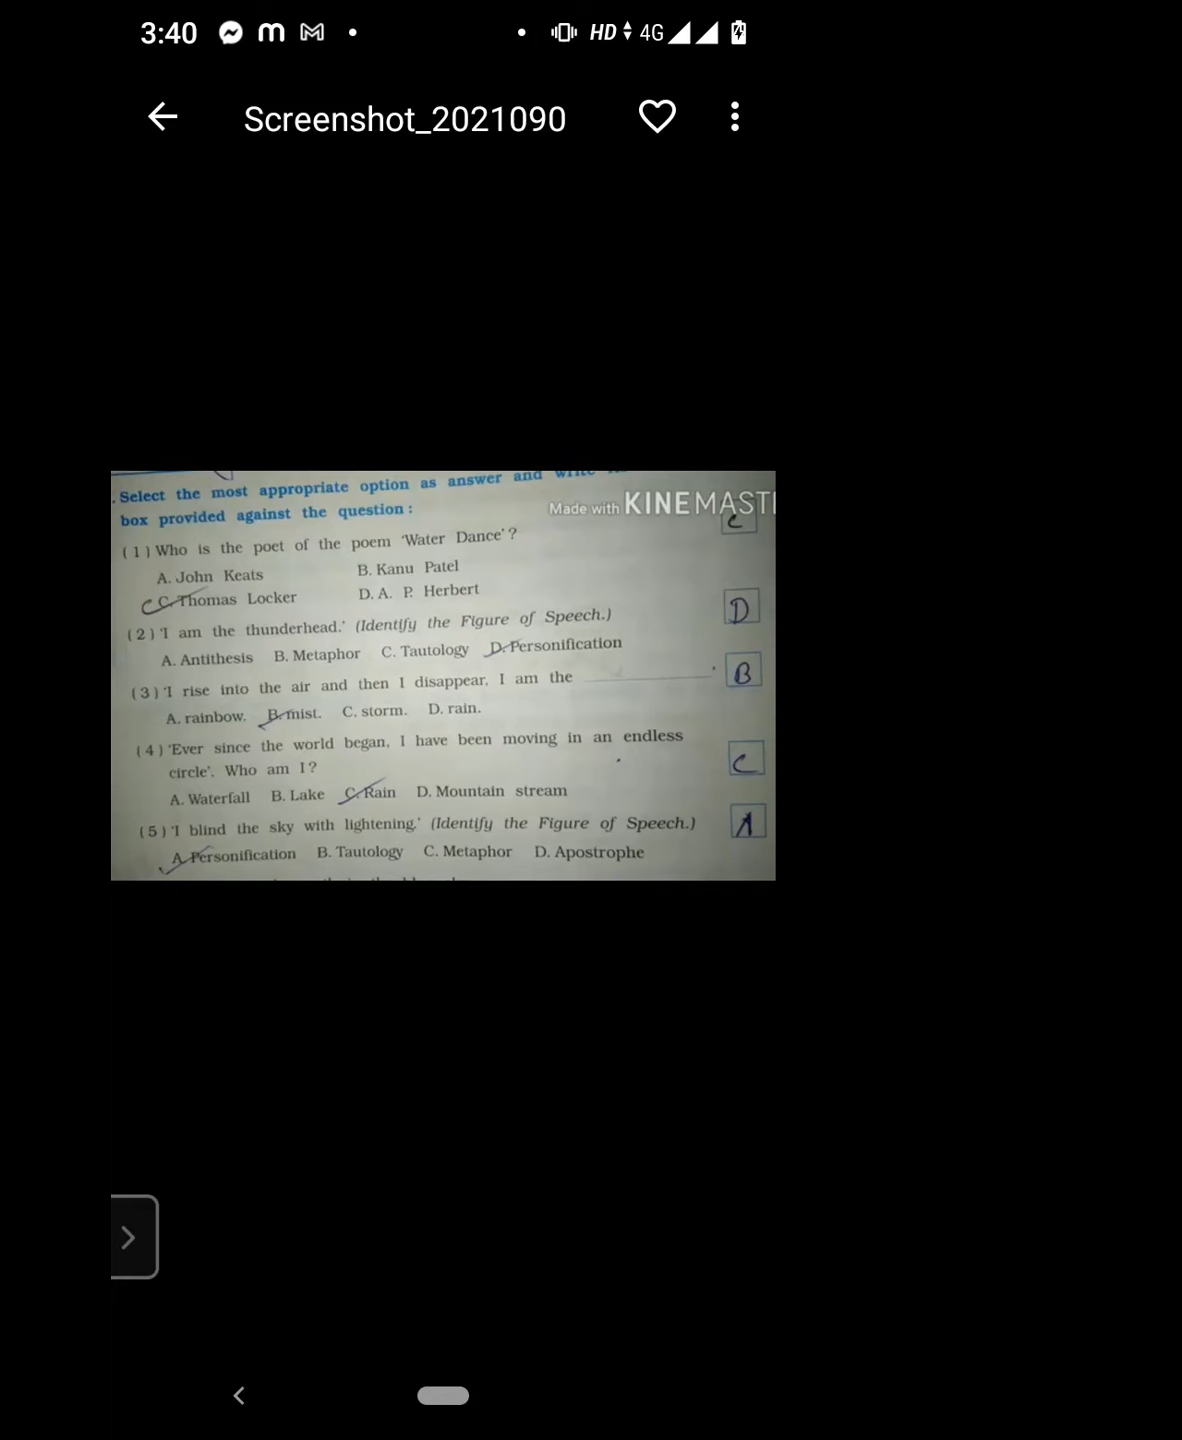 3:40 m HD 4G
Screenshot_2021090
Select the most appropriate option as answer and write
box provided against the question :
Made with KINEMAST
C
(1) Who is the poet of the poem 'Water Dance' ?
A. John Keats B. Kanu Patel
C. Thomas Locker D. A. P. Herbert
(2) 'I am the thunderhead.' (Identify the Figure of Speech.) D
A. Antithesis B. Metaphor C. Tautology D. Personification
(3) 'I rise into the air and then I disappear. I am the ________. B
A. rainbow. B. mist. C. storm. D. rain.
(4) 'Ever since the world began, I have been moving in an endless
circle'. Who am I? C
A. Waterfall B. Lake C. Rain D. Mountain stream
(5) 'I blind the sky with lightening.' (Identify the Figure of Speech.) A
A. Personification B. Tautology C. Metaphor D. Apostrophe